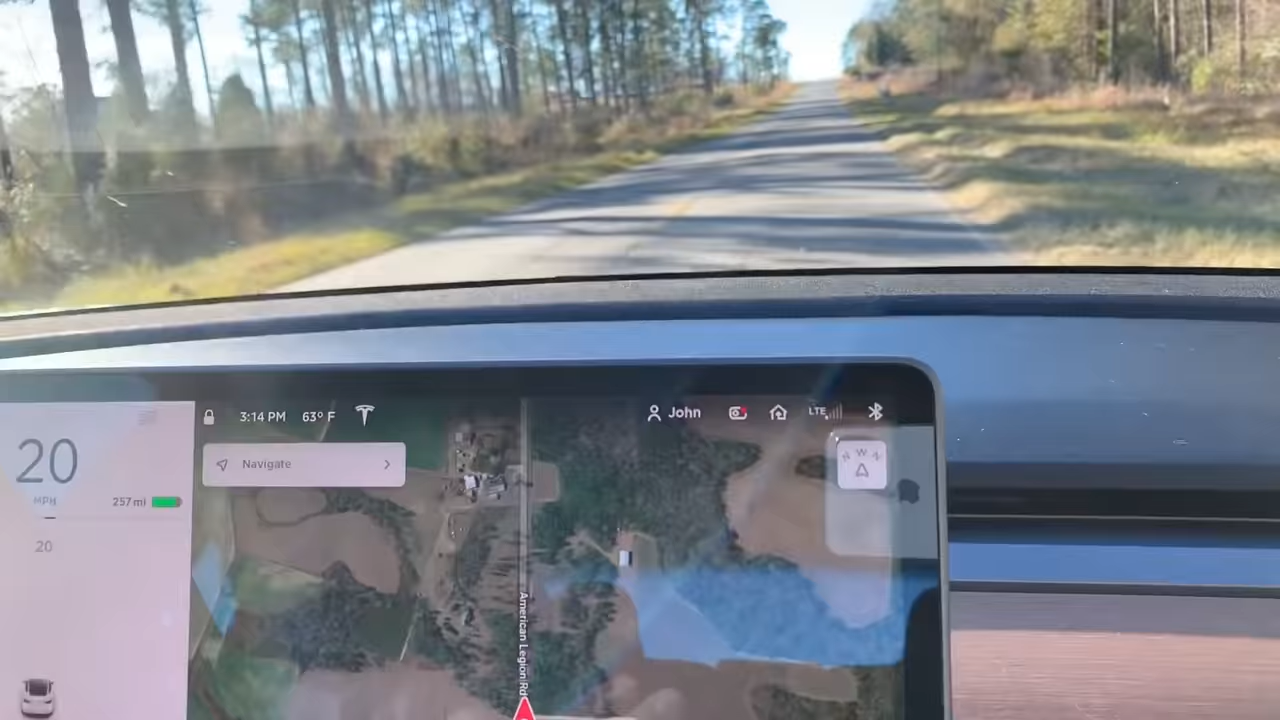 3:14 PM 63° F
John
LTE
Navigate
N W N
20
MPH
257 mi
20
American Legion Rd